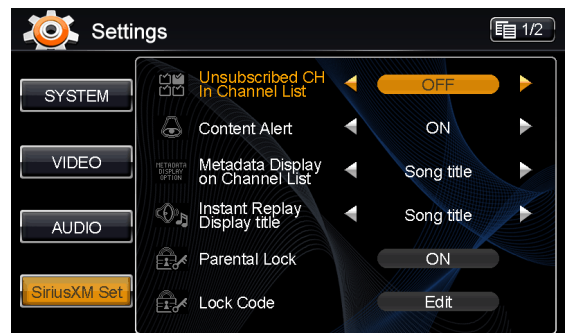 Settings
1/2
SYSTEM
VIDEO
AUDIO
SiriusXM Set
Unsubscribed CH
In Channel List
OFF
Content Alert
ON
METADATA
DISPLAY
OPTION
Metadata Display
on Channel List
Song title
Instant Replay
Display title
Song title
Parental Lock
ON
Lock Code
Edit